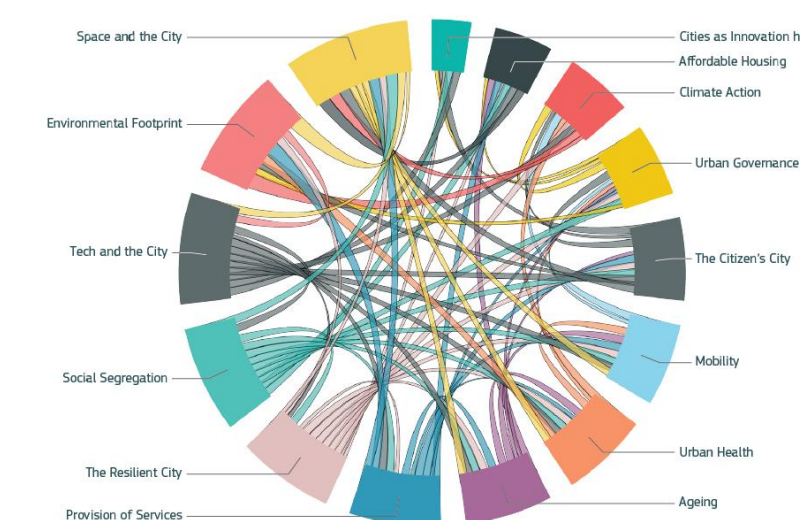 Space and the City
Cities as Innovation h
Affordable Housing
Climate Action
Environmental Footprint
Urban Governance
Tech and the City
The Citizen's City
Mobility
Social Segregation
Urban Health
The Resilient City
Ageing
Provision of Services